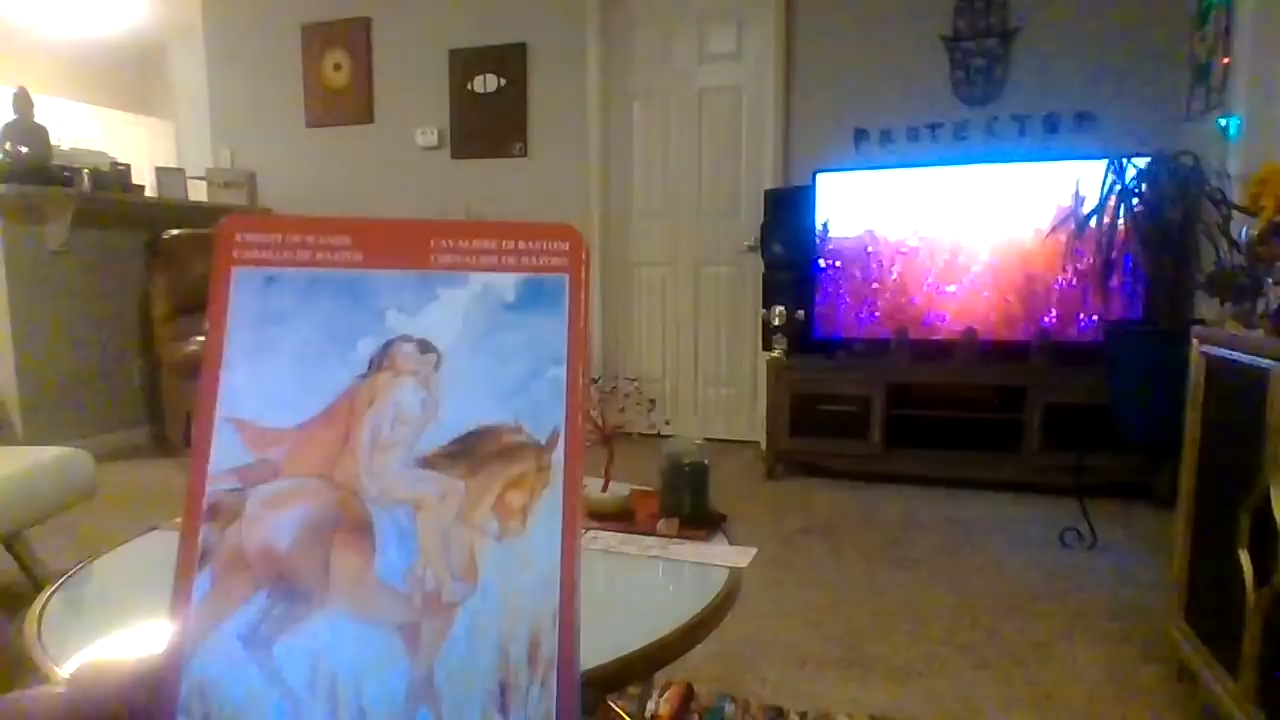 PROTECTOR
KNIGHT OF WANDS
CABALLO DE BASTOS
CAVALIERE DI BASTONI
CHEVALIER DE BATONS